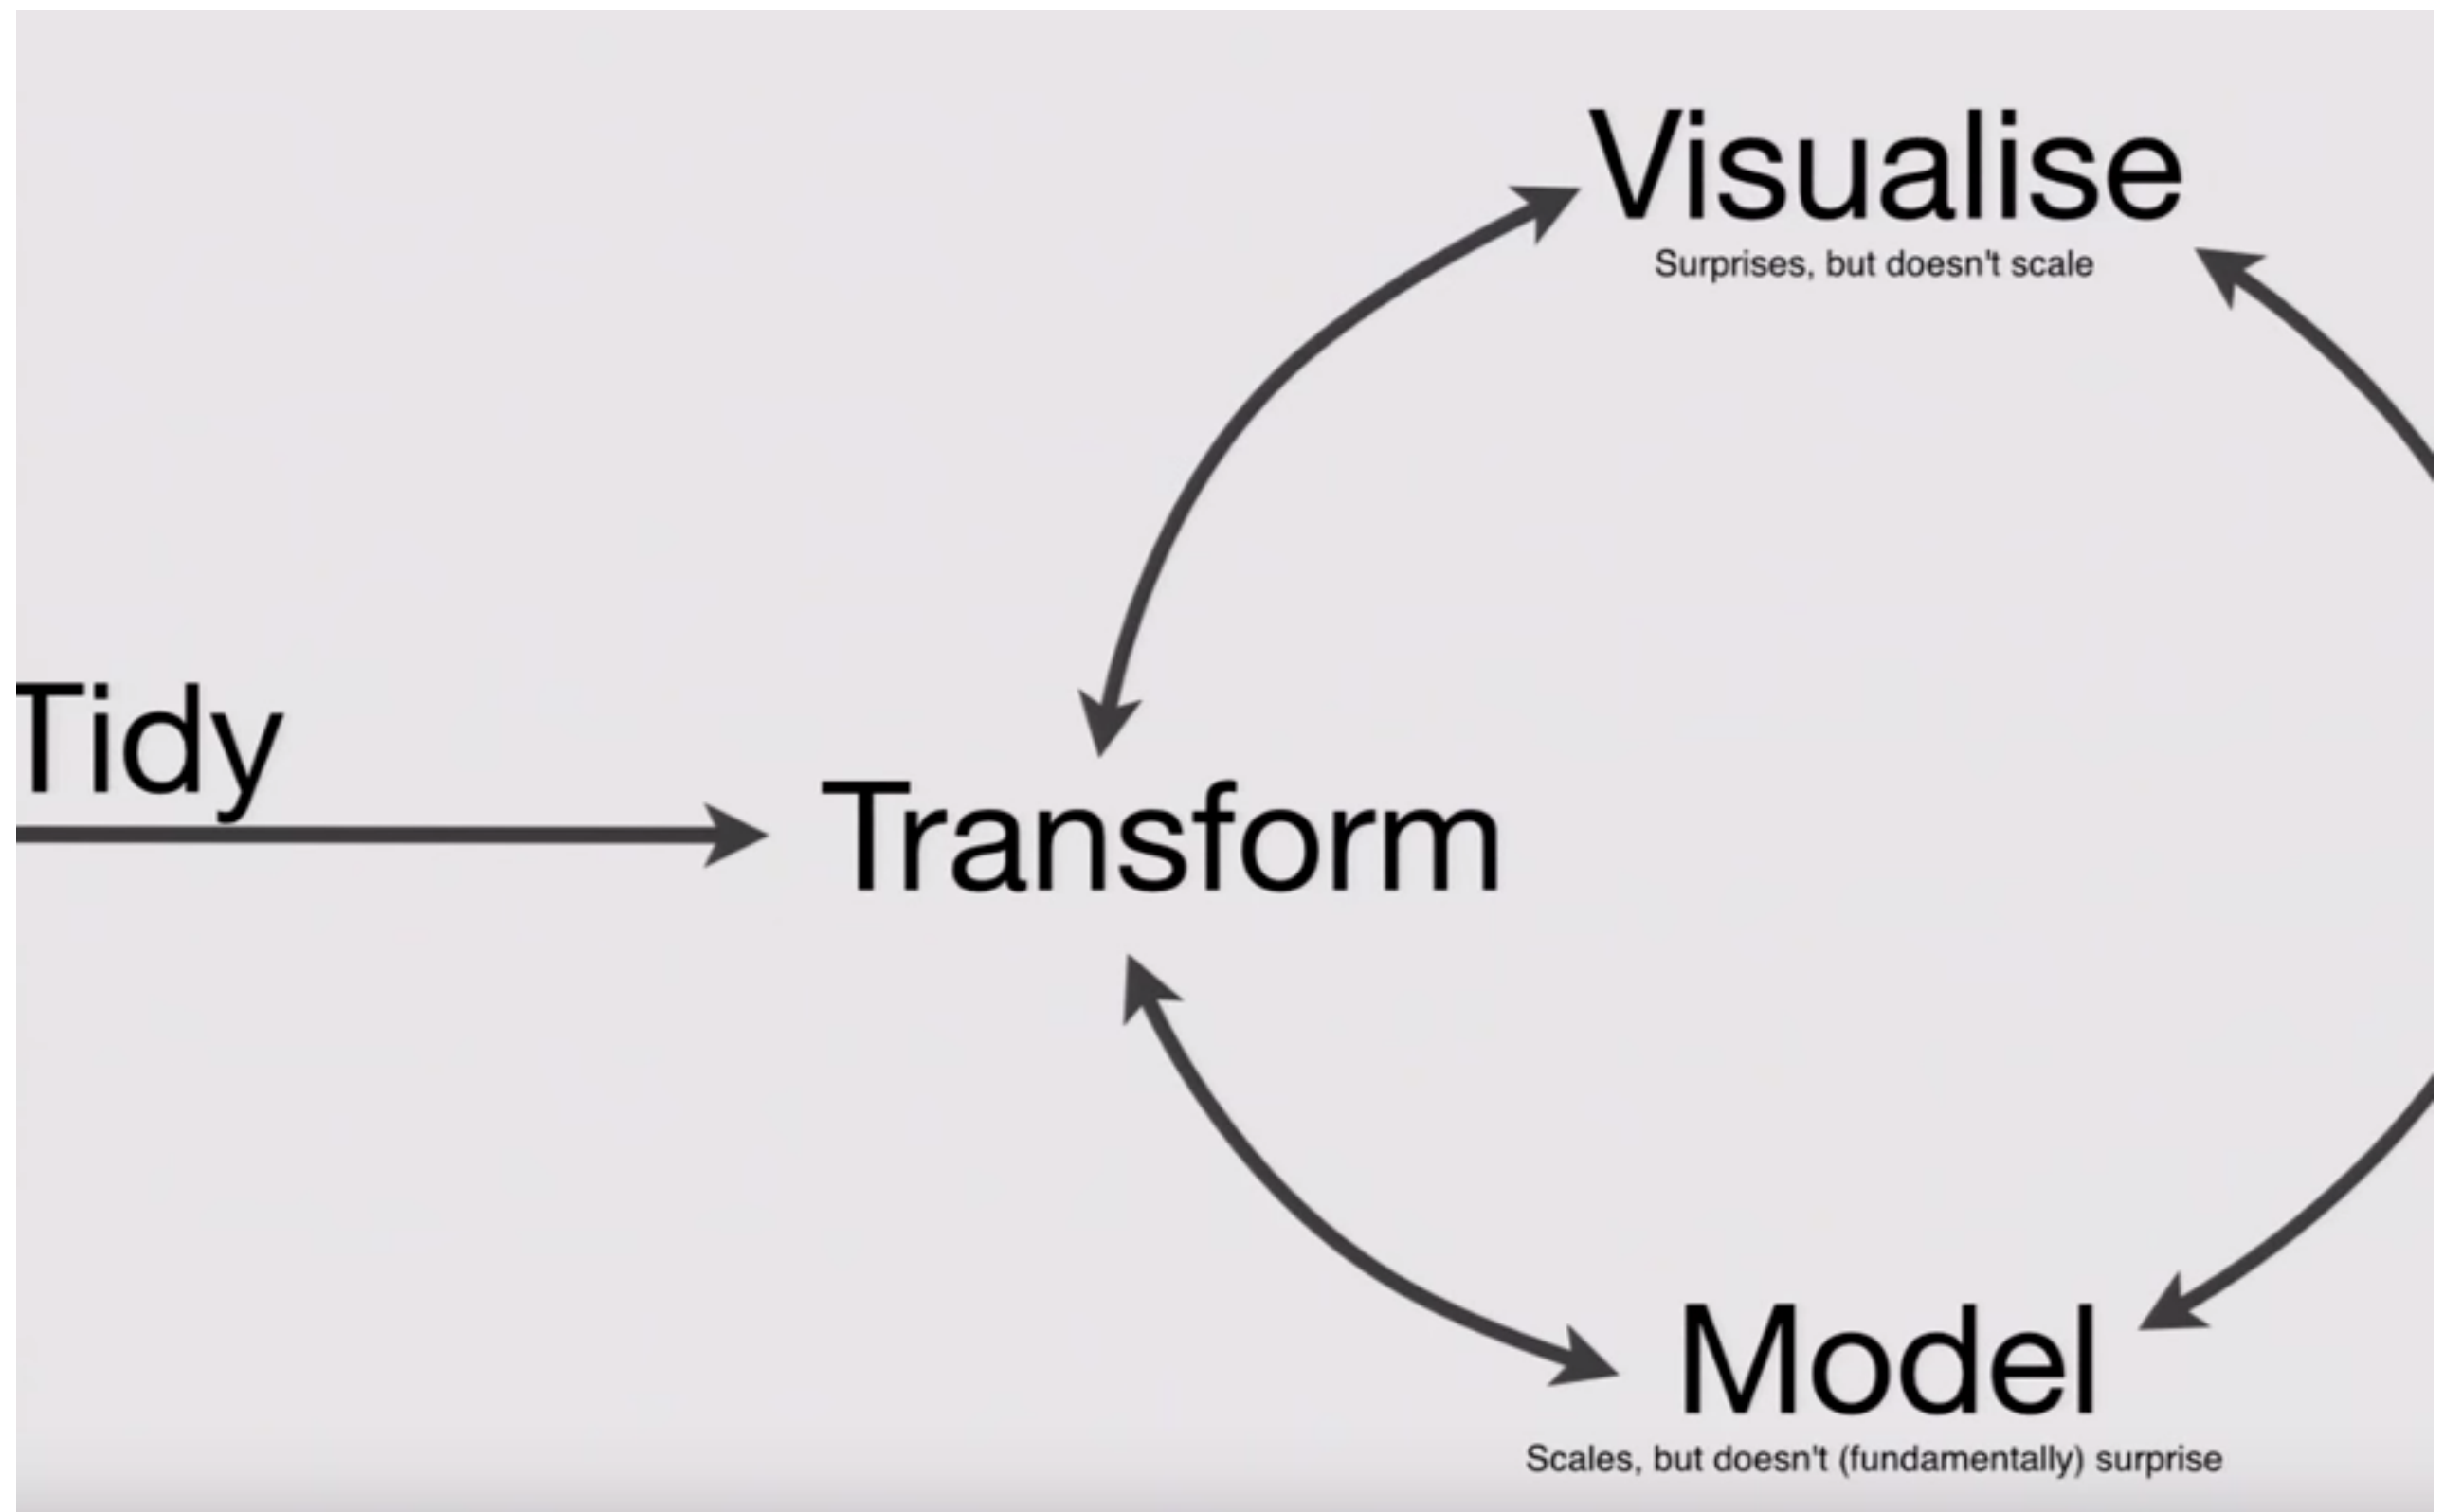 Visualise
Surprises, but doesn't scale
Tidy
Transform
Model
Scales, but doesn't (fundamentally) surprise